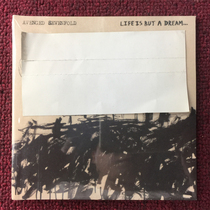 AVENGED SEVENFOLD
LIFE IS BUT A DREAM...